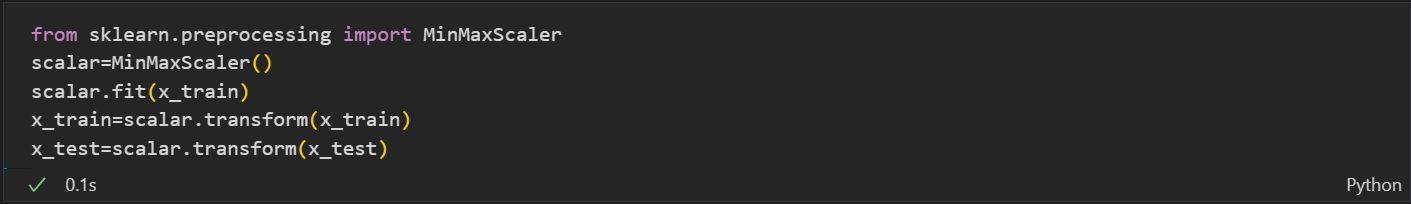 from sklearn.preprocessing import MinMaxScaler
scalar=MinMaxScaler()
scalar.fit(x_train)
x_train=scalar.transform(x_train)
x_test=scalar.transform(x_test)
✓ 0.1s Python